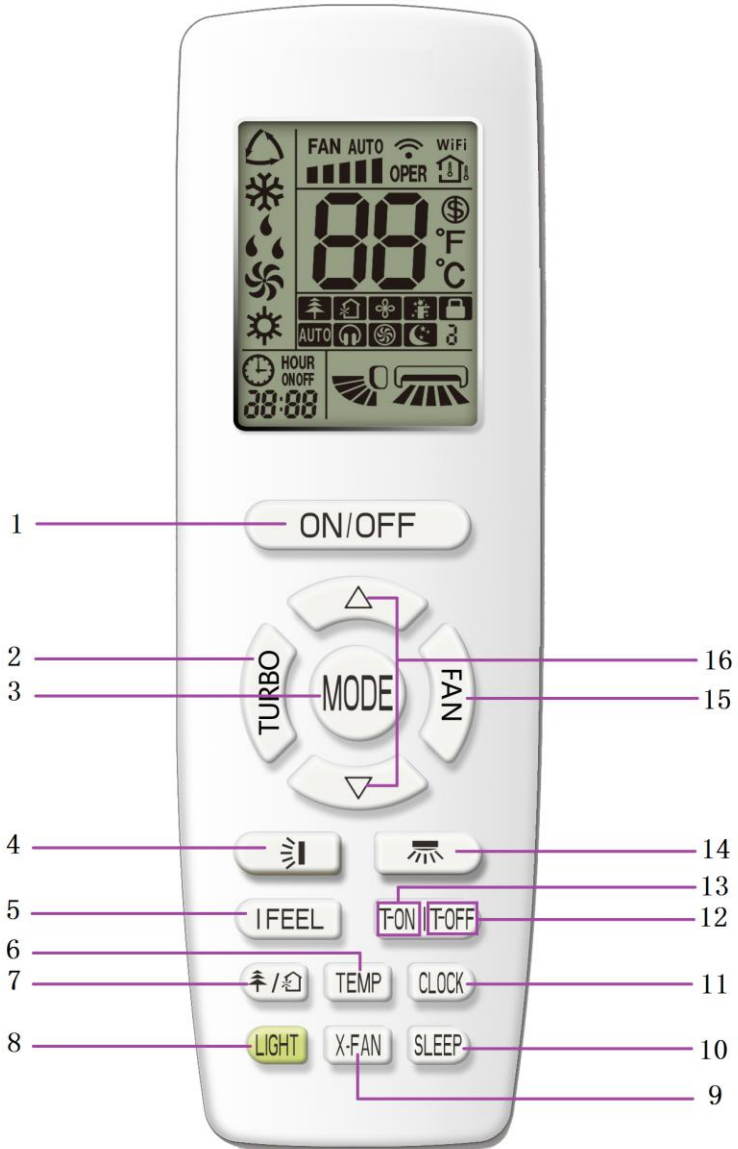 FAN AUTO WiFi
OPER
88 °F
°C
AUTO
HOUR
ON OFF
88:88
1 ON/OFF
2 TURBO
3 MODE
16
FAN 15
4
14
13
5 I FEEL T-ON T-OFF 12
6
7 / TEMP CLOCK 11
8 LIGHT X-FAN SLEEP 10
9